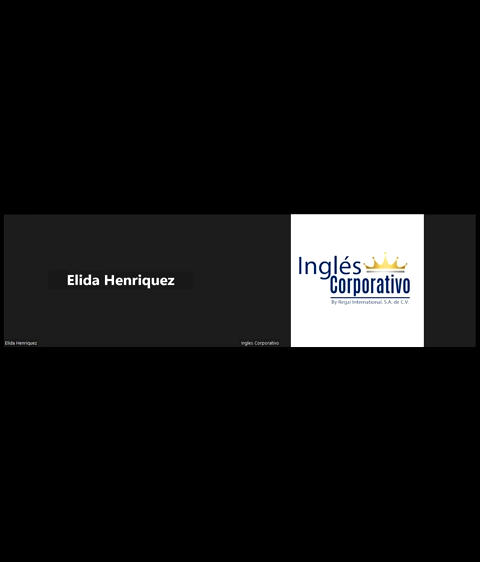 Elida Henriquez
Inglés
Corporativo
By Regal International, S.A. de C.V.
Elida Henriquez
Ingles Corporativo